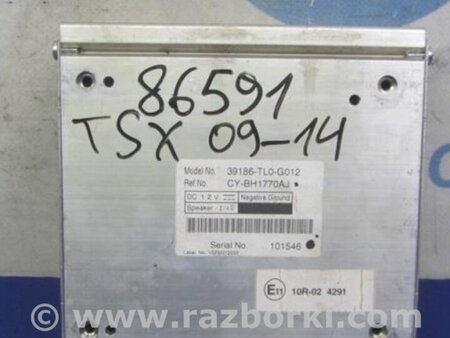 86591
TSX 09-14
Model No. 39186-TL0-G012
Ref.No. CY-BH1770AJ
DC 12V Negative Ground
Speaker
Serial No. 101546
E11 10R-02 4291
www.razborki.com